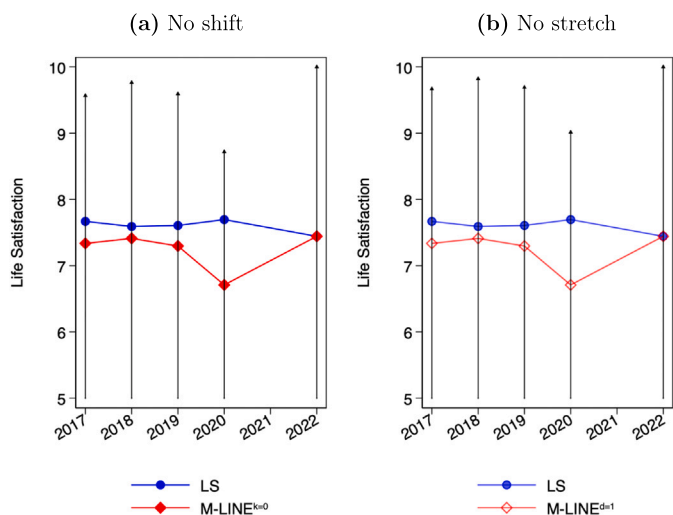 (a) No shift
(b) No stretch
Life Satisfaction
10
9
8
7
6
5
2017 2018 2019 2020 2021 2022
LS
M-LINEᵏ⁼⁰
Life Satisfaction
10
9
8
7
6
5
2017 2018 2019 2020 2021 2022
LS
M-LINEᵈ⁼¹